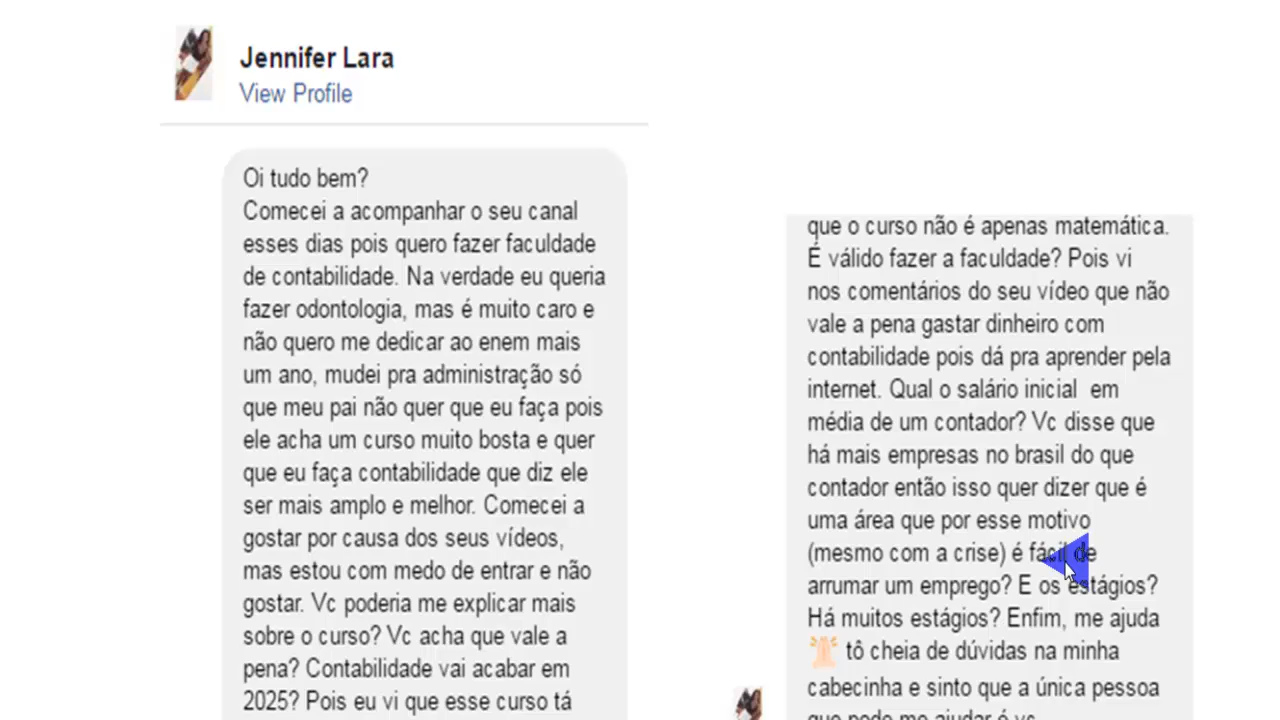 Jennifer Lara
View Profile
Oi tudo bem?
Comecei a acompanhar o seu canal
esses dias pois quero fazer faculdade
de contabilidade. Na verdade eu queria
fazer odontologia, mas é muito caro e
não quero me dedicar ao enem mais
um ano, mudei pra administração só
que meu pai não quer que eu faça pois
ele acha um curso muito bosta e quer
que eu faça contabilidade que diz ele
ser mais amplo e melhor. Comecei a
gostar por causa dos seus vídeos,
mas estou com medo de entrar e não
gostar. Vc poderia me explicar mais
sobre o curso? Vc acha que vale a
pena? Contabilidade vai acabar em
2025? Pois eu vi que esse curso tá
que o curso não é apenas matemática.
É válido fazer a faculdade? Pois vi
nos comentários do seu vídeo que não
vale a pena gastar dinheiro com
contabilidade pois dá pra aprender pela
internet. Qual o salário inicial em
média de um contador? Vc disse que
há mais empresas no brasil do que
contador então isso quer dizer que é
uma área que por esse motivo
(mesmo com a crise) é fácil de
arrumar um emprego? E os estágios?
Há muitos estágios? Enfim, me ajuda
🙏🏻 tô cheia de dúvidas na minha
cabecinha e sinto que a única pessoa
que pode me ajudar é vc